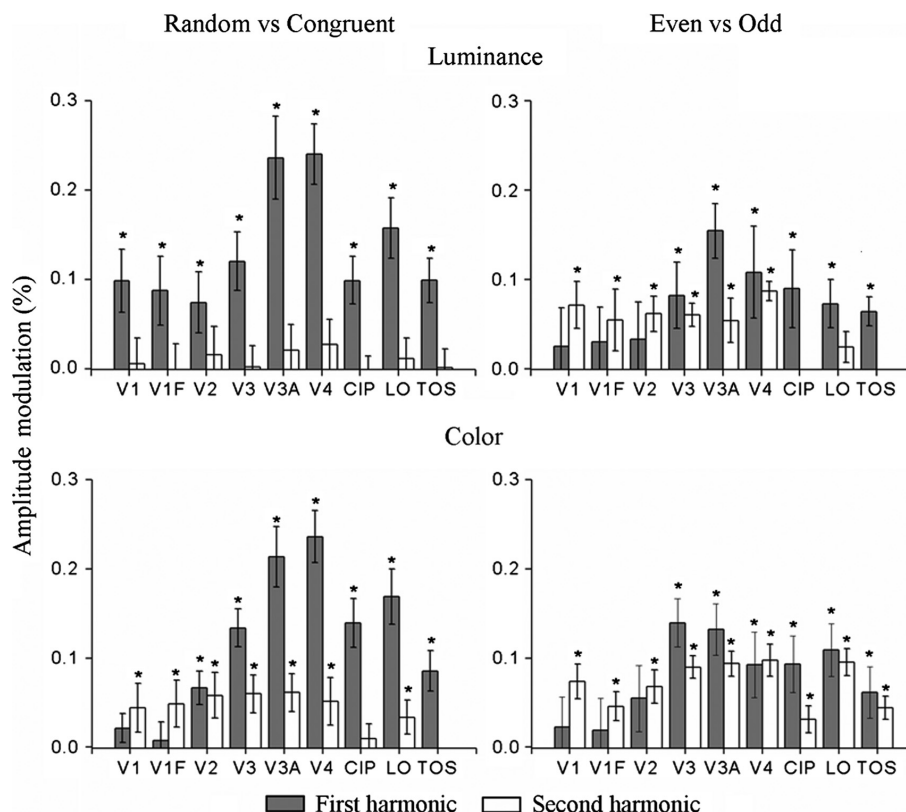 Random vs Congruent Even vs Odd
Luminance
Amplitude modulation (%)
0.3
0.2
0.1
0.0
* * * * * * * * *
V1 V1F V2 V3 V3A V4 CIP LO TOS
0.3
0.2
0.1
0.0
* * * * * * * * * * * *
V1 V1F V2 V3 V3A V4 CIP LO TOS
Color
0.3
0.2
0.1
0.0
* * * * * * * * * * * * * *
V1 V1F V2 V3 V3A V4 CIP LO TOS
0.3
0.2
0.1
0.0
* * * * * * * * * * * * * * *
V1 V1F V2 V3 V3A V4 CIP LO TOS
First harmonic Second harmonic